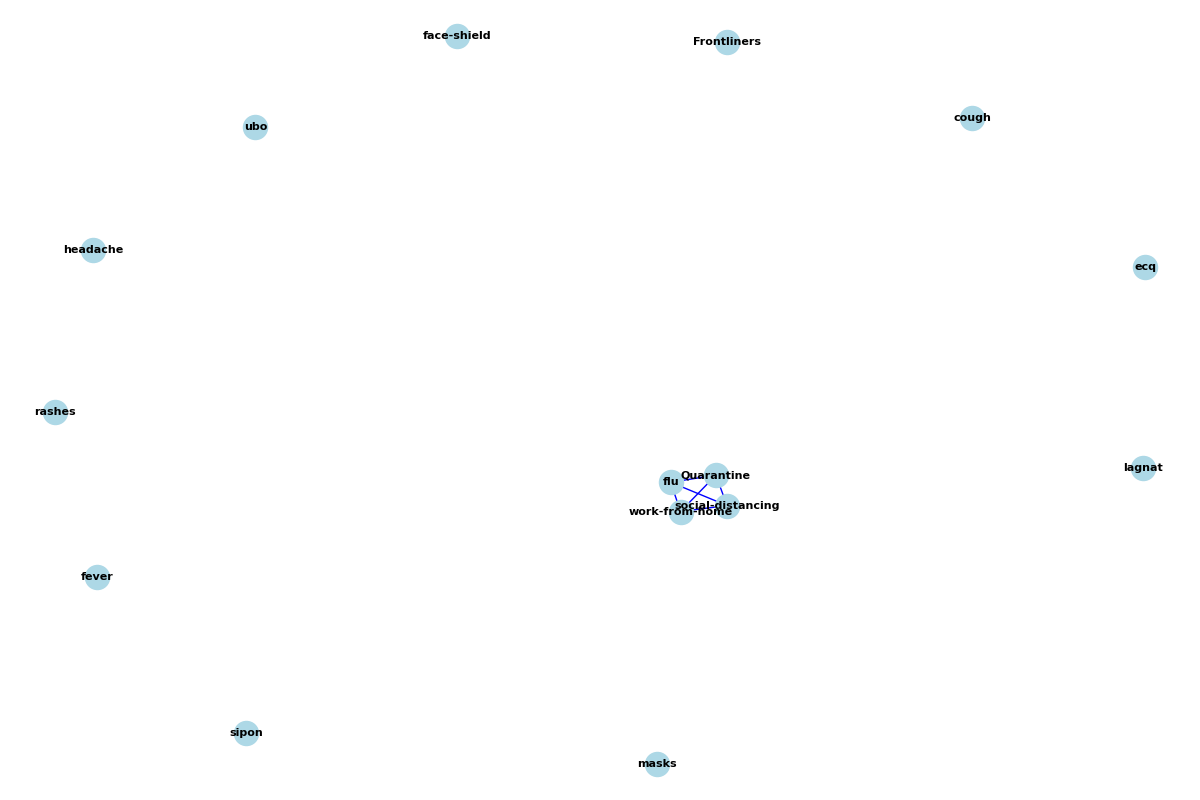 face-shield
Frontliners
cough
ubo
headache
ecq
rashes
lagnat
Quarantine
flu
social-distancing
work-from-home
fever
sipon
masks